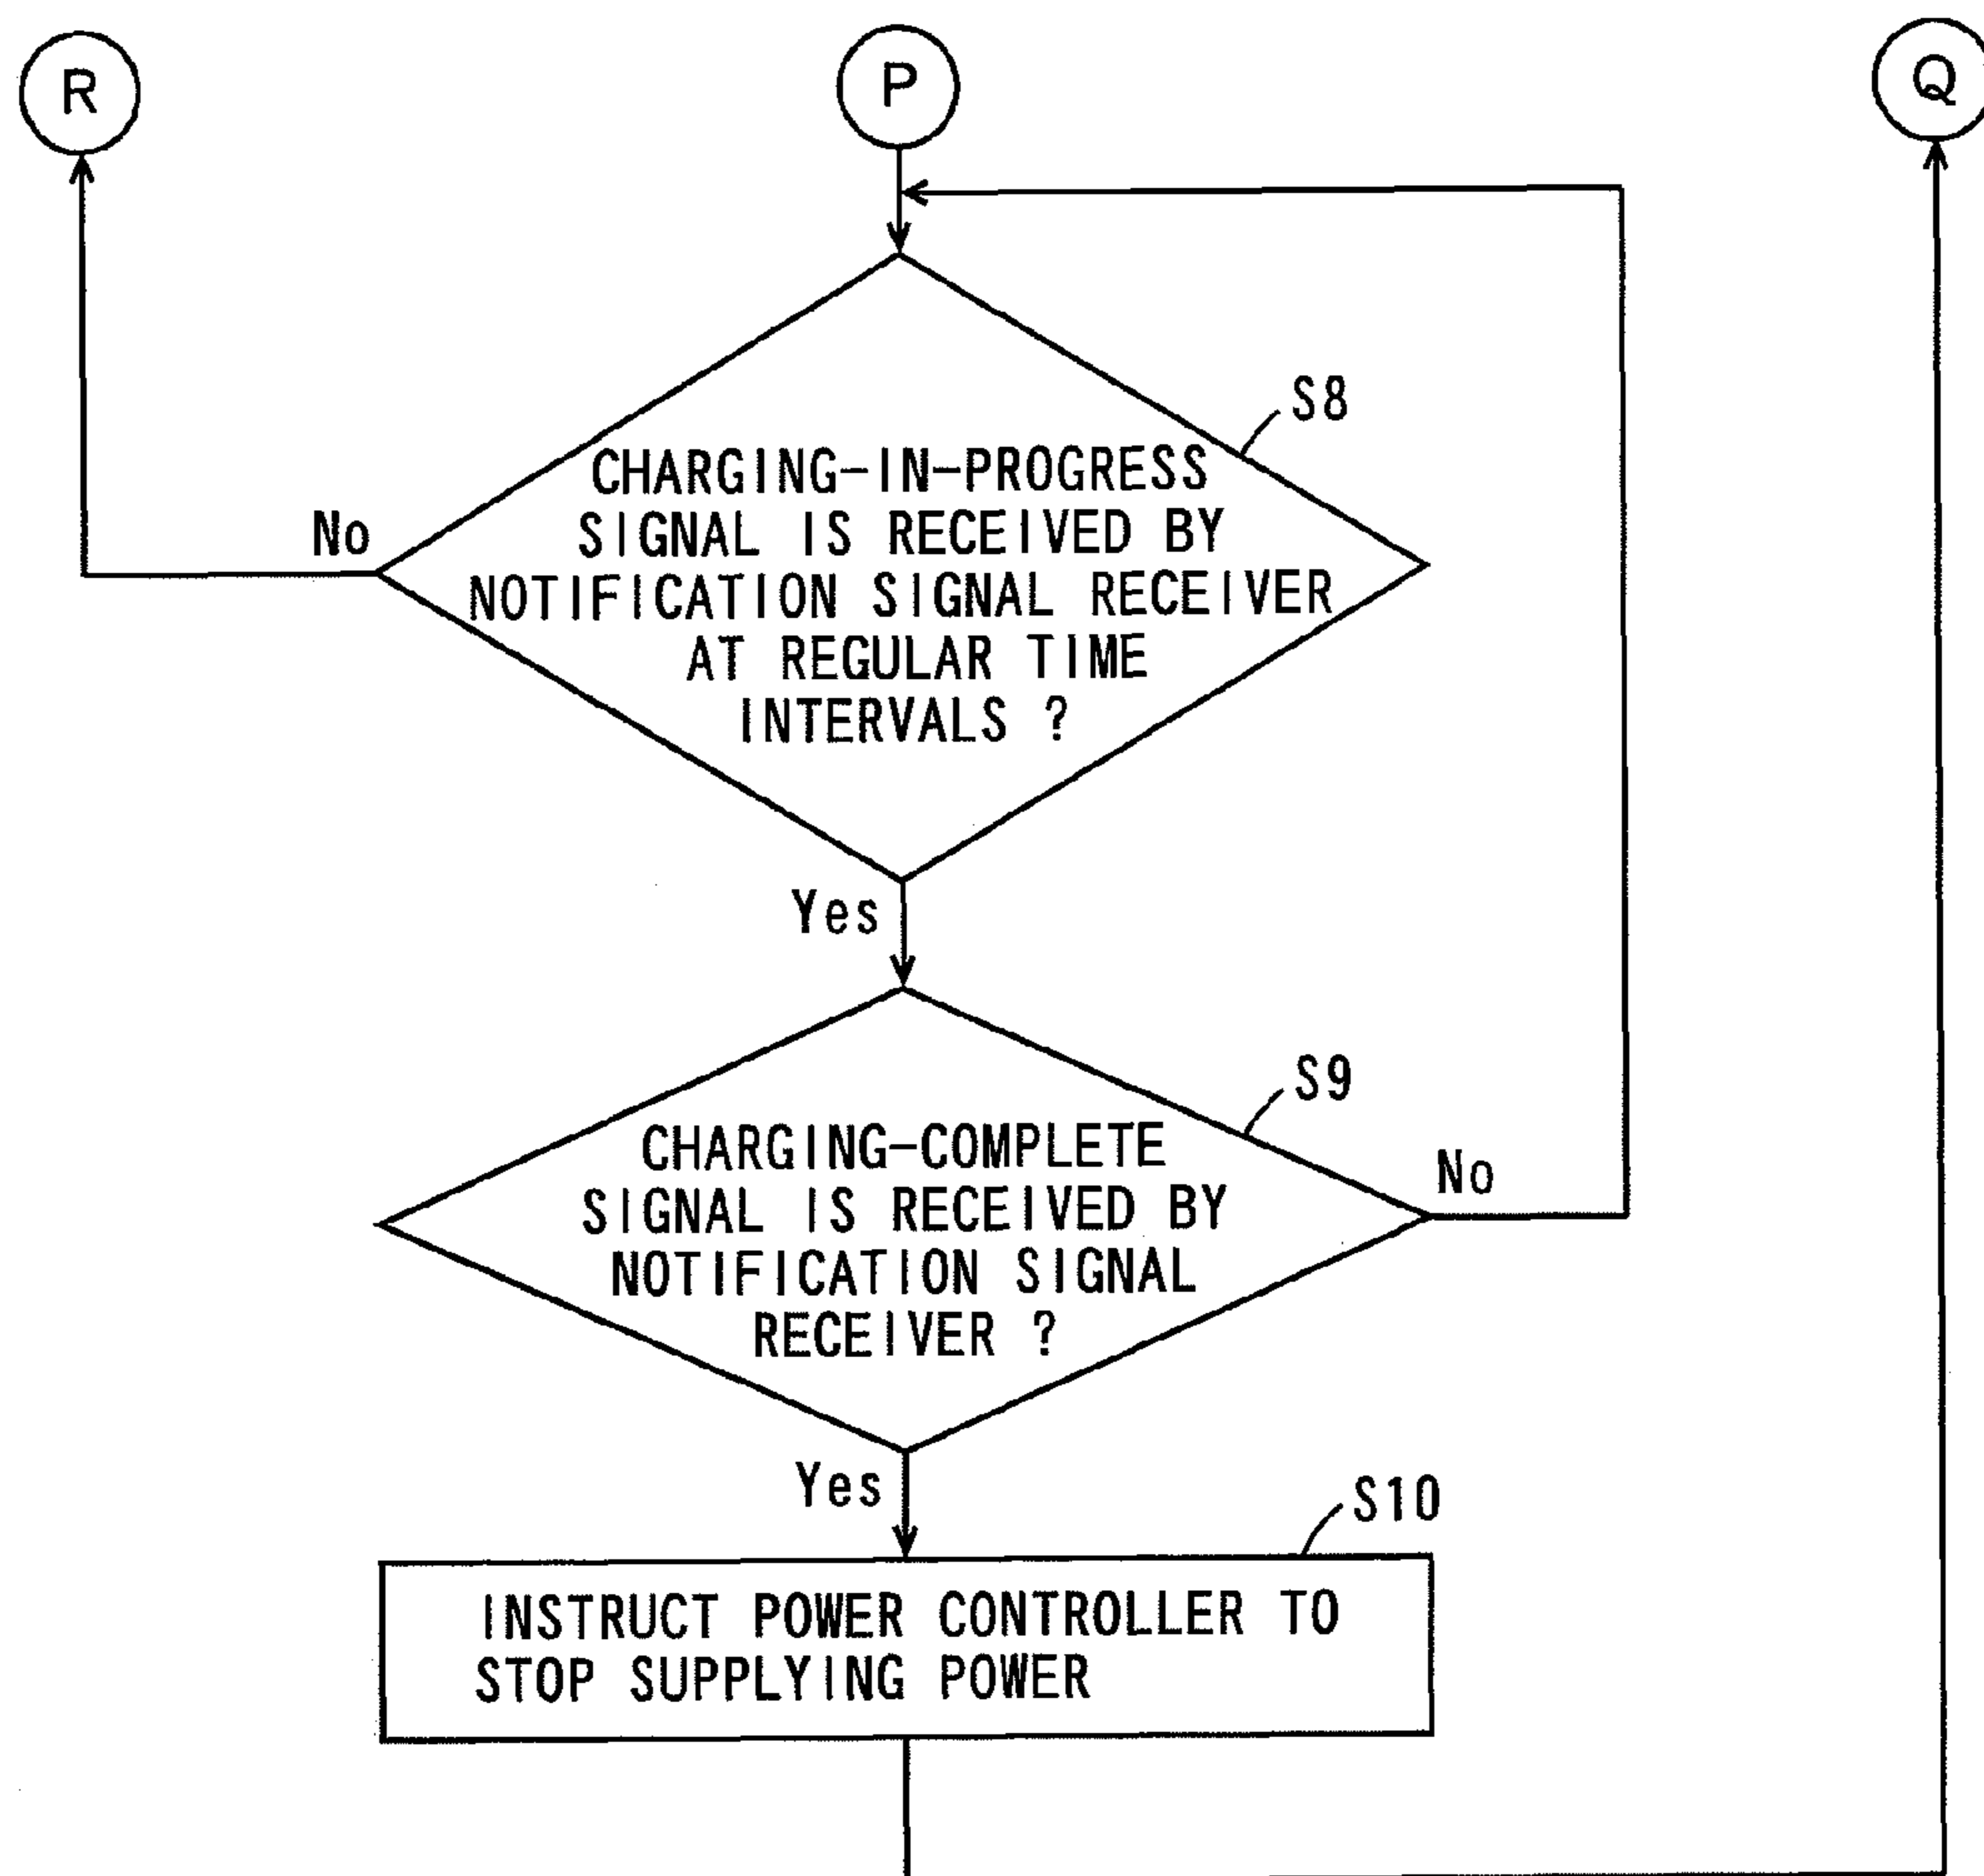 R
P
Q
S8
CHARGING-IN-PROGRESS
SIGNAL IS RECEIVED BY
NOTIFICATION SIGNAL RECEIVER
AT REGULAR TIME
INTERVALS ?
No
Yes
S9
CHARGING-COMPLETE
SIGNAL IS RECEIVED BY
NOTIFICATION SIGNAL
RECEIVER ?
No
Yes
S10
INSTRUCT POWER CONTROLLER TO
STOP SUPPLYING POWER